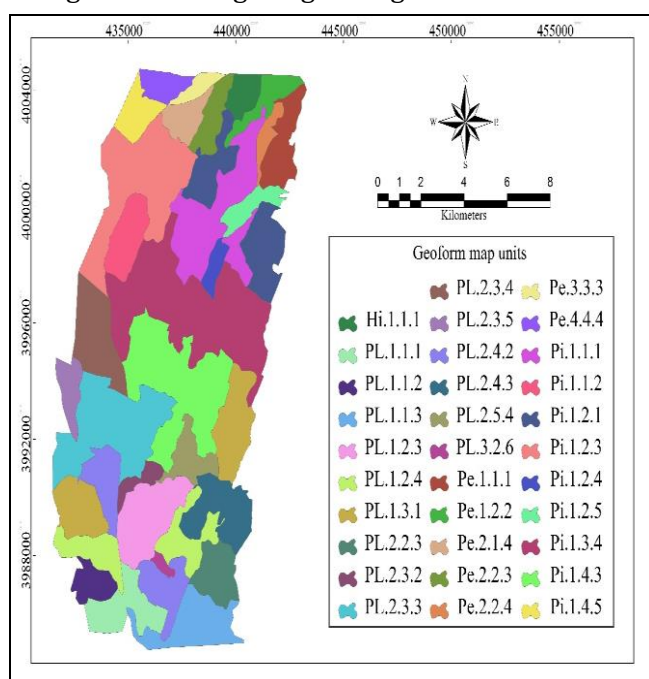 435000 440000 445000 450000 455000
4004000
4000000
3996000
3992000
3988000
N
W E
S
0 1 2 4 6 8
Kilometers
Geoform map units
PL.2.3.4 Pe.3.3.3
Hi.1.1.1 PL.2.3.5 Pe.4.4.4
PL.1.1.1 PL.2.4.2 Pi.1.1.1
PL.1.1.2 PL.2.4.3 Pi.1.1.2
PL.1.1.3 PL.2.5.4 Pi.1.2.1
PL.1.2.3 PL.3.2.6 Pi.1.2.3
PL.1.2.4 Pe.1.1.1 Pi.1.2.4
PL.1.3.1 Pe.1.2.2 Pi.1.2.5
PL.2.2.3 Pe.2.1.4 Pi.1.3.4
PL.2.3.2 Pe.2.2.3 Pi.1.4.3
PL.2.3.3 Pe.2.2.4 Pi.1.4.5